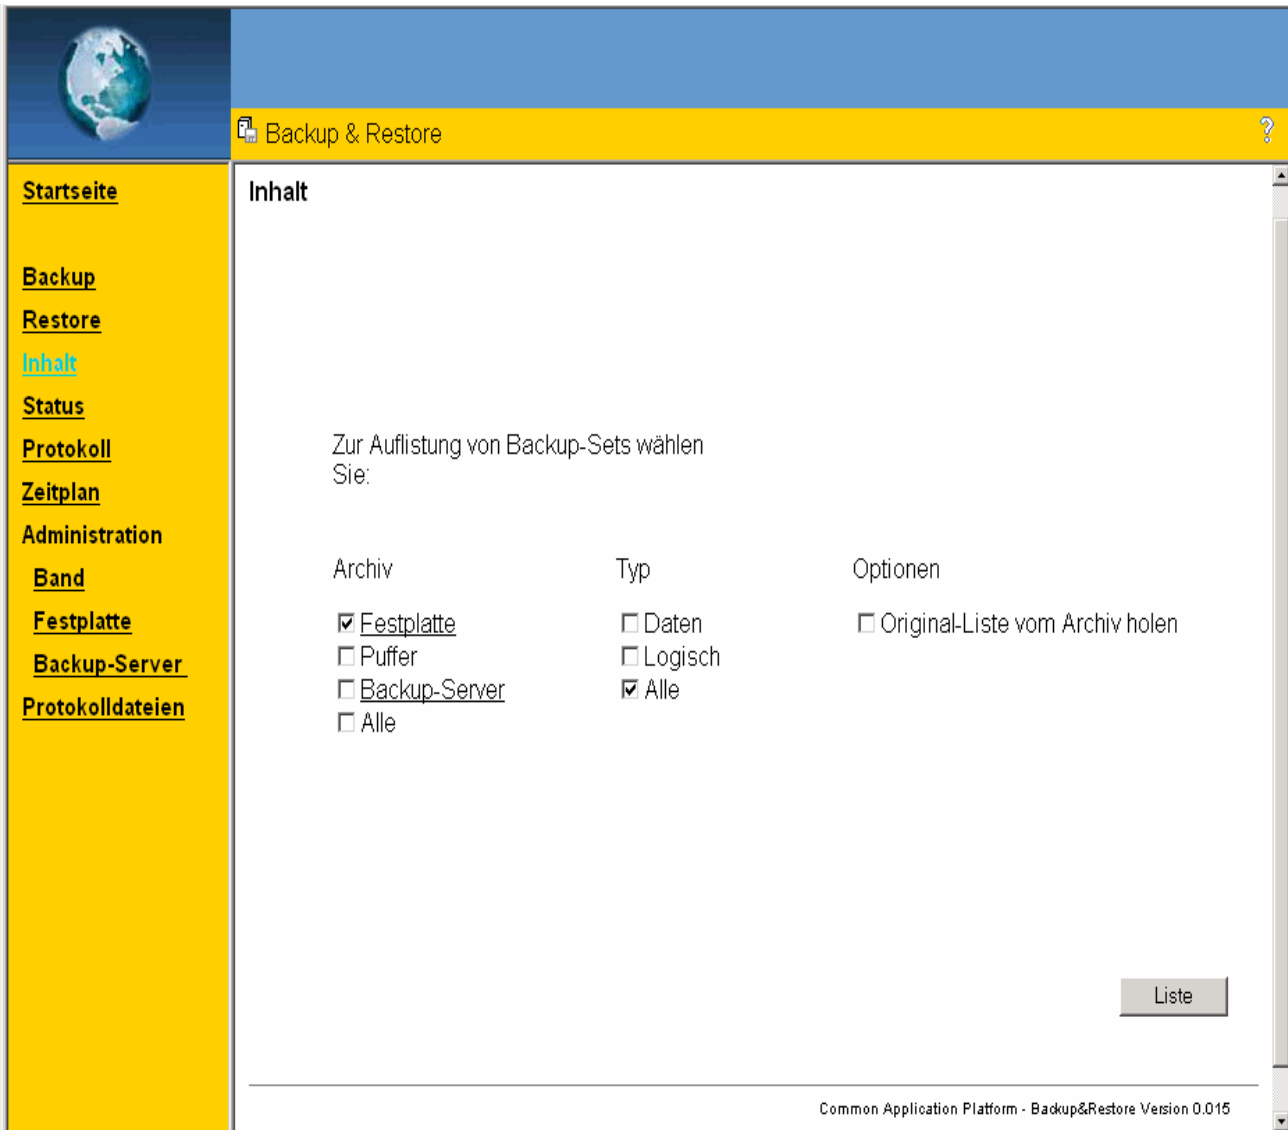 Backup & Restore
?
Startseite
Backup
Restore
Inhalt
Status
Protokoll
Zeitplan
Administration
Band
Festplatte
Backup-Server
Protokolldateien
Inhalt
Zur Auflistung von Backup-Sets wählen
Sie:
Archiv Typ Optionen
Festplatte Daten Original-Liste vom Archiv holen
Puffer Logisch
Backup-Server Alle
Alle
Liste
Common Application Platform - Backup&Restore Version 0.015